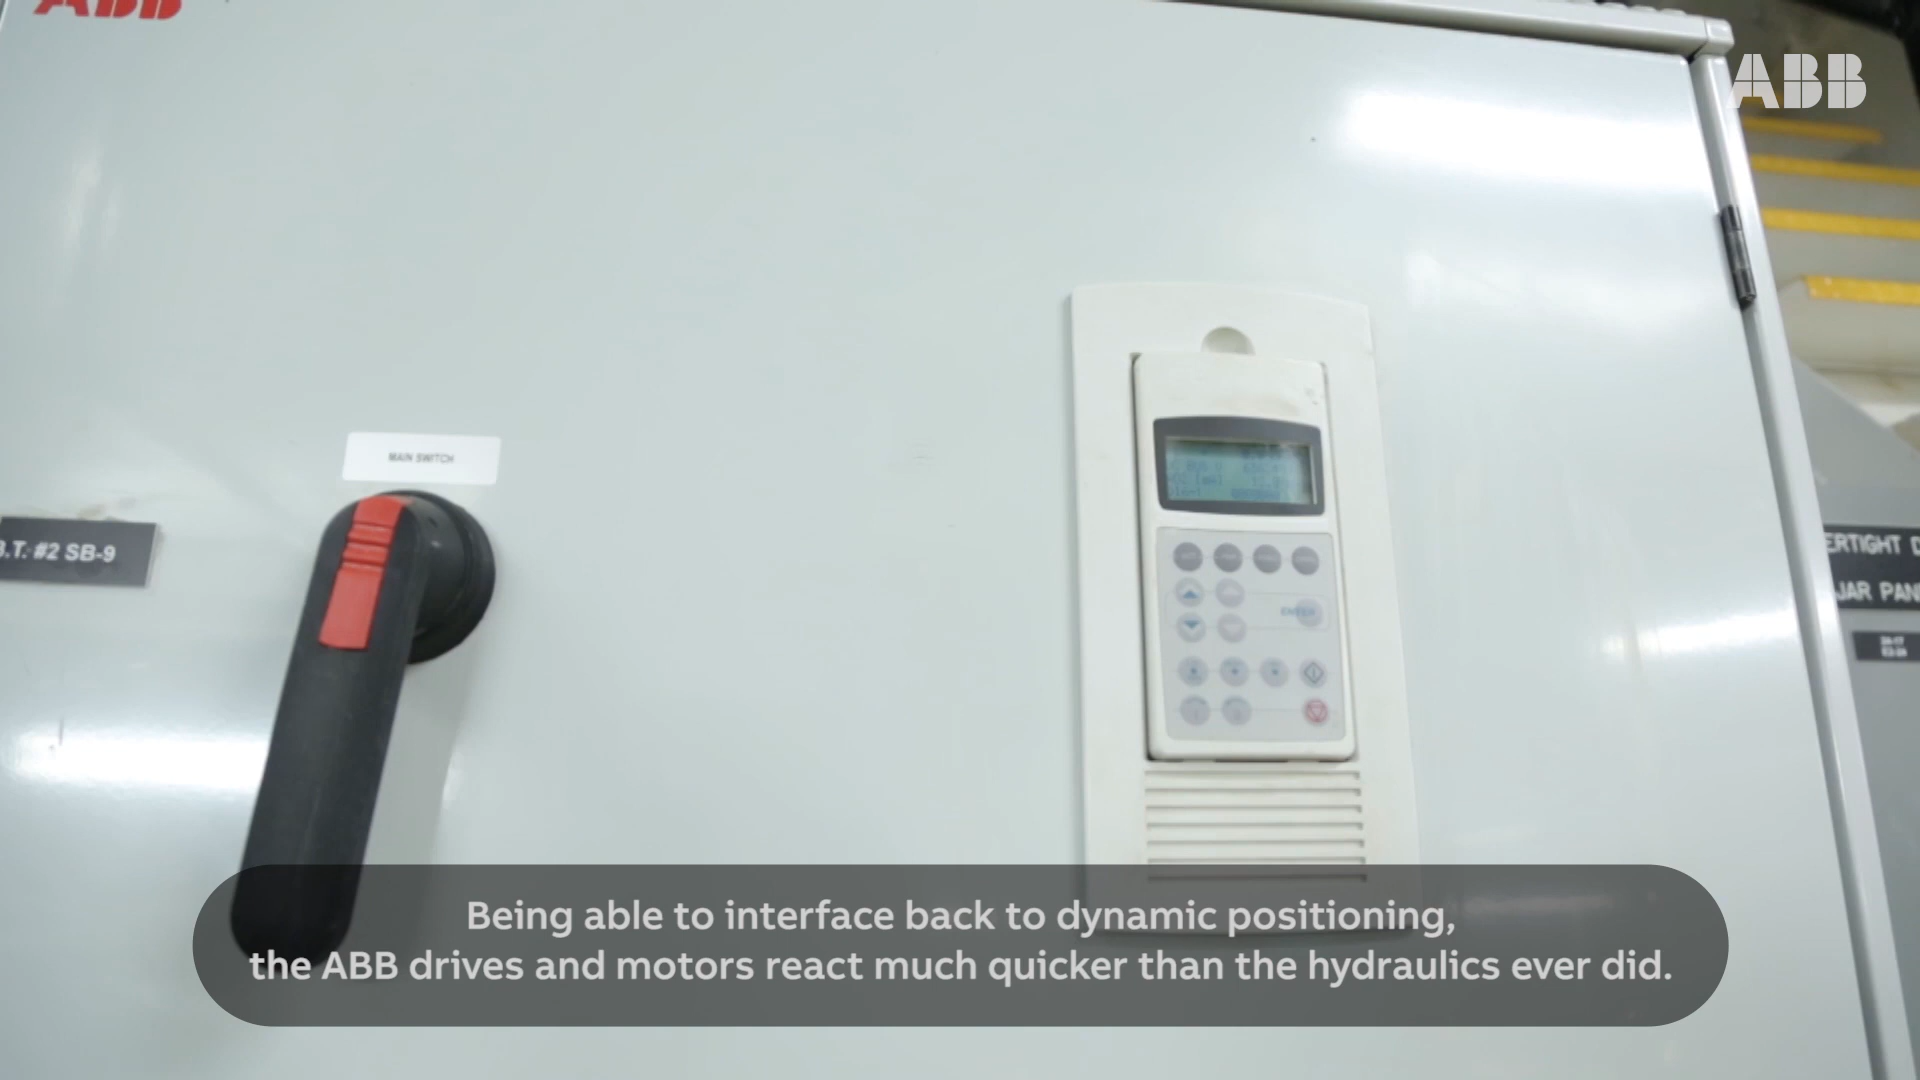 ABB
ABB
MAIN SWITCH
.T. #2 SB-9
ERTIGHT
JAR PAN
ENTER
Being able to interface back to dynamic positioning,
the ABB drives and motors react much quicker than the hydraulics ever did.